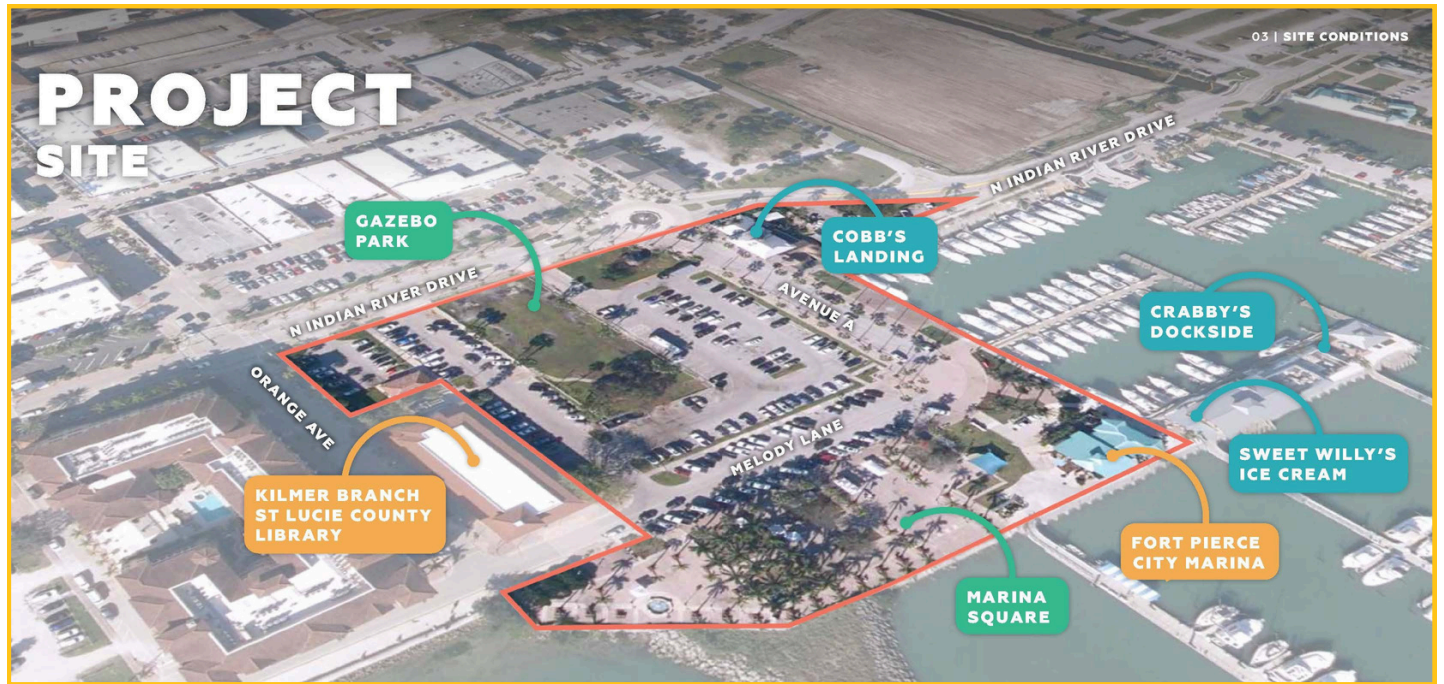 03 | SITE CONDITIONS
PROJECT
SITE
N INDIAN RIVER DRIVE
GAZEBO
PARK
COBB'S
LANDING
N INDIAN RIVER DRIVE
AVENUE A
CRABBY'S
DOCKSIDE
ORANGE AVE
MELODY LANE
SWEET WILLY'S
ICE CREAM
KILMER BRANCH
ST LUCIE COUNTY
LIBRARY
FORT PIERCE
CITY MARINA
MARINA
SQUARE